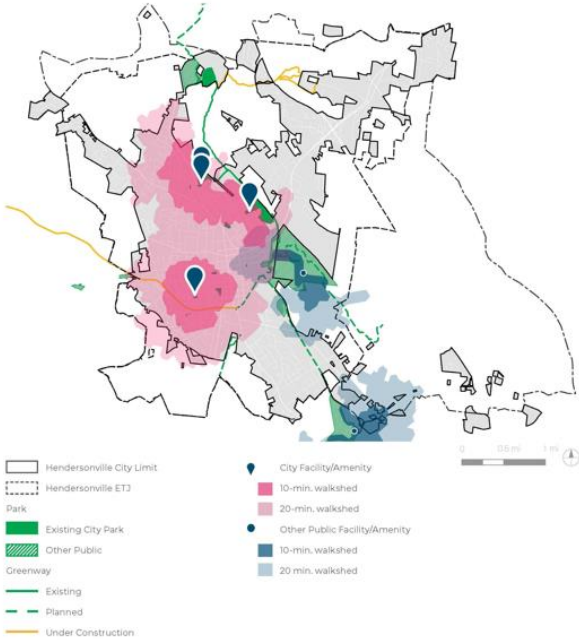 0 0.5 mi 1 mi
Hendersonville City Limit
Hendersonville ETJ
Park
Existing City Park
Other Public
Greenway
Existing
Planned
Under Construction
City Facility/Amenity
10-min. walkshed
20-min. walkshed
Other Public Facility/Amenity
10-min. walkshed
20 min. walkshed